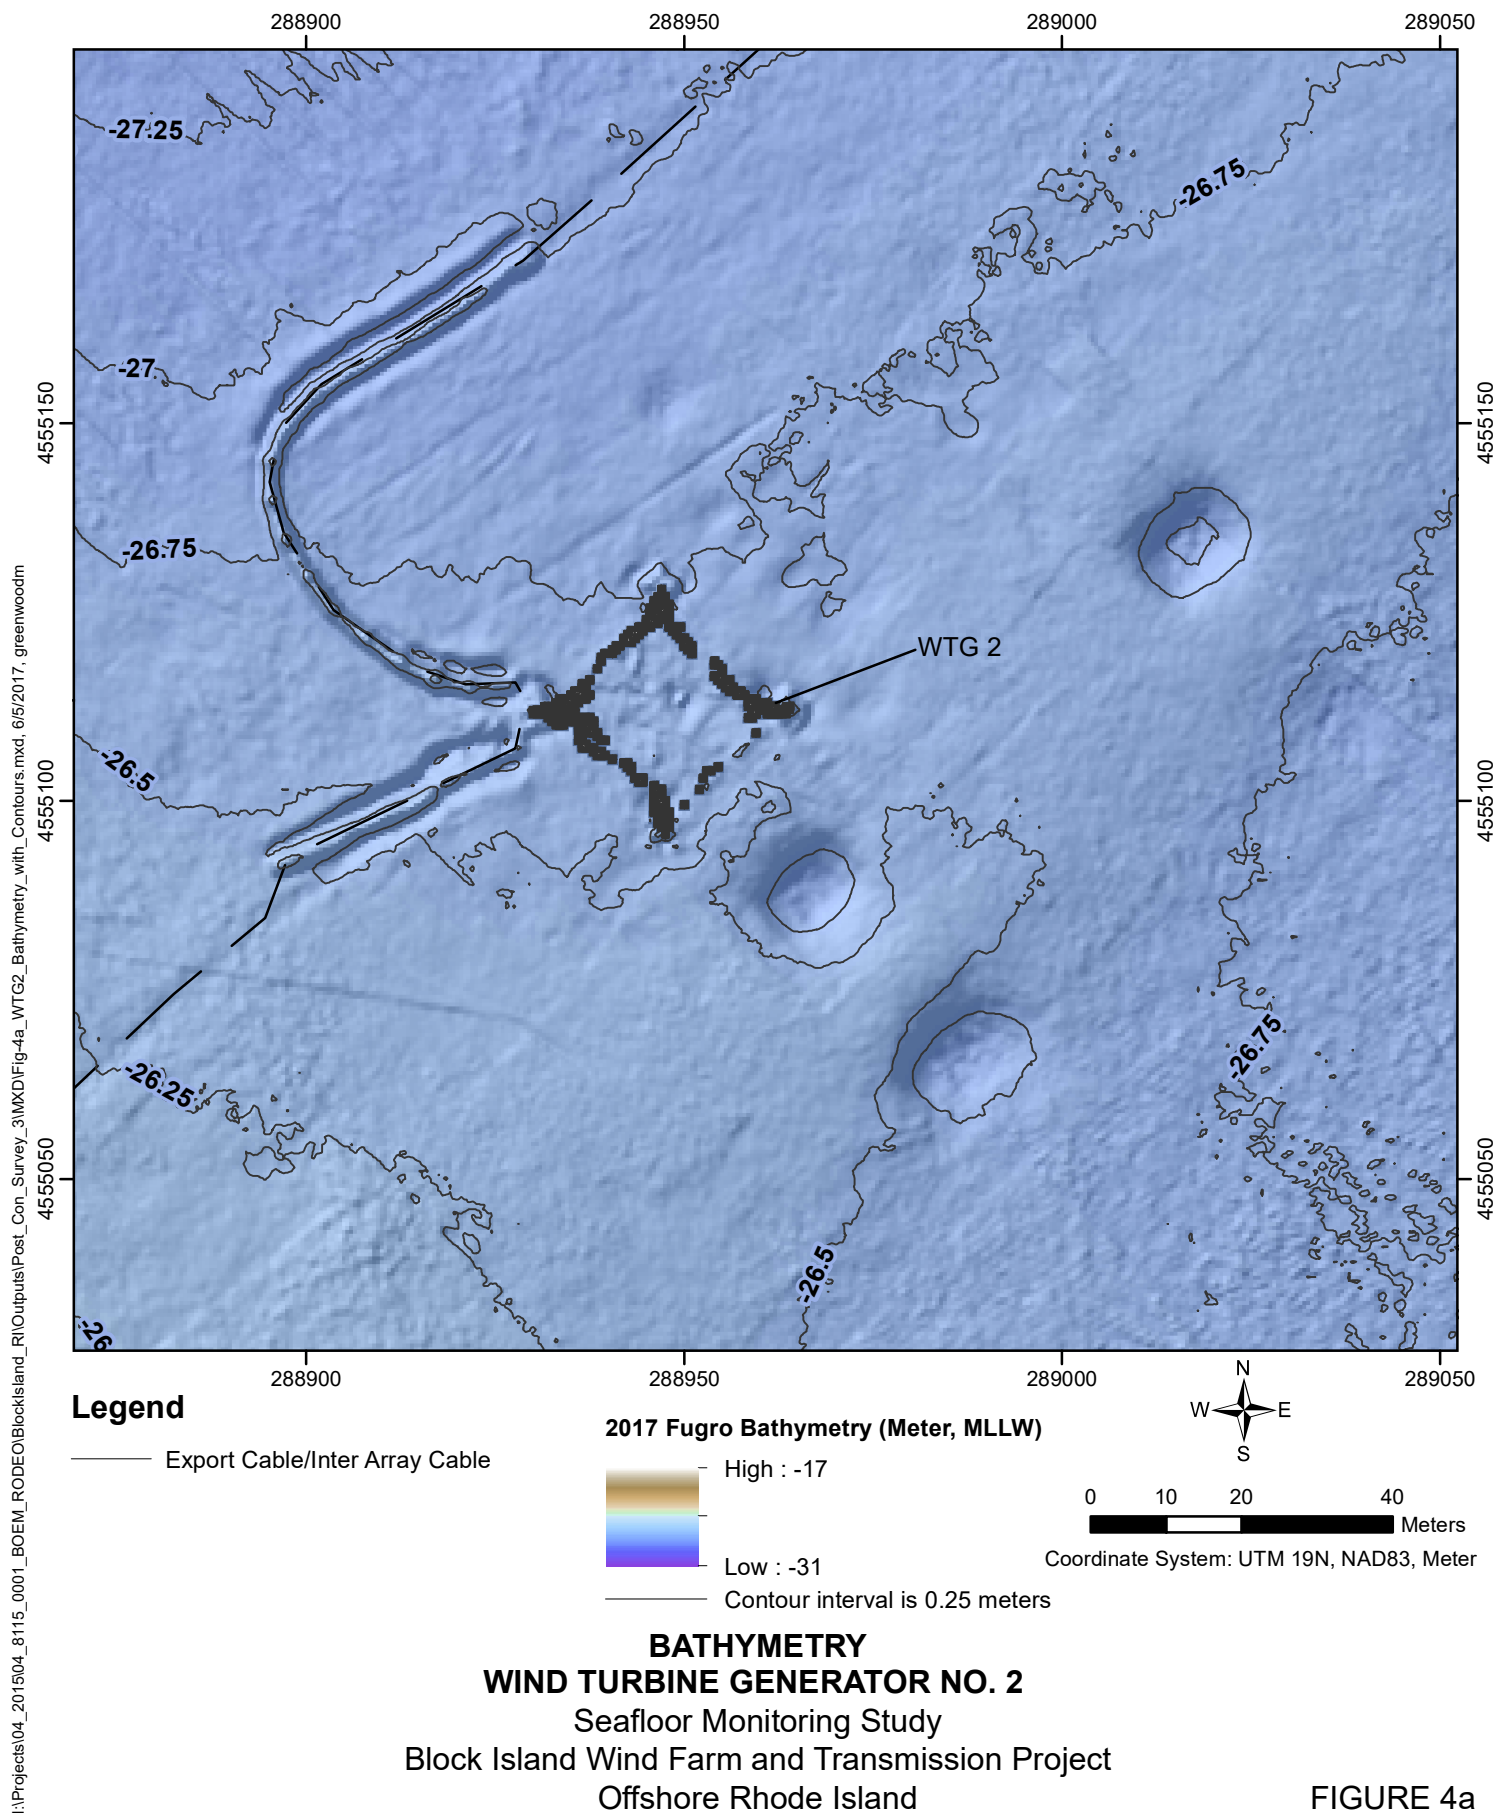 288900 288950 289000 289050
-27.25
-26.75
-27
4555150 4555150
-26.75
WTG 2
-26.5
4555100 4555100
-26.75
-26.25
4555050 4555050
-26.5
-26
288900 288950 289000 289050
I:\Projects\04_2015\04_8115_0001_BOEM_RODEO\BlockIsland_RI\Outputs\Post_Con_Survey_3\MXD\Fig-4a_WTG2_Bathymetry_with_Contours.mxd, 6/5/2017, greenwoodm
Legend
Export Cable/Inter Array Cable
2017 Fugro Bathymetry (Meter, MLLW)
High : -17
Low : -31
Contour interval is 0.25 meters
N
W E
S
0 10 20 40
Meters
Coordinate System: UTM 19N, NAD83, Meter
BATHYMETRY
WIND TURBINE GENERATOR NO. 2
Seafloor Monitoring Study
Block Island Wind Farm and Transmission Project
Offshore Rhode Island
FIGURE 4a